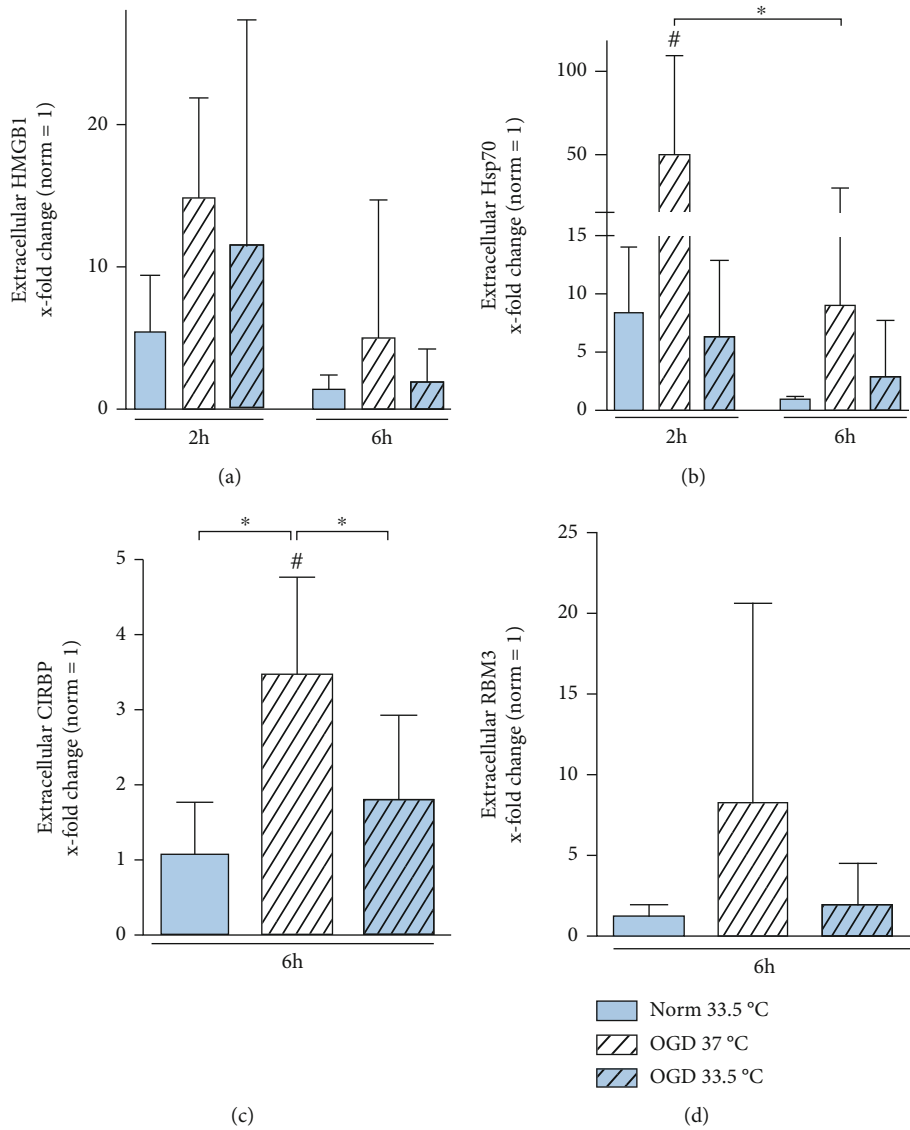 Extracellular HMGB1
x-fold change (norm = 1)
20
10
0
2h
6h
(a)
Extracellular Hsp70
x-fold change (norm = 1)
*
#
100
50
15
10
5
0
2h
6h
(b)
Extracellular CIRBP
x-fold change (norm = 1)
*
*
#
5
4
3
2
1
0
6h
(c)
Extracellular RBM3
x-fold change (norm = 1)
25
20
15
10
5
0
6h
Norm 33.5 °C
OGD 37 °C
OGD 33.5 °C
(d)